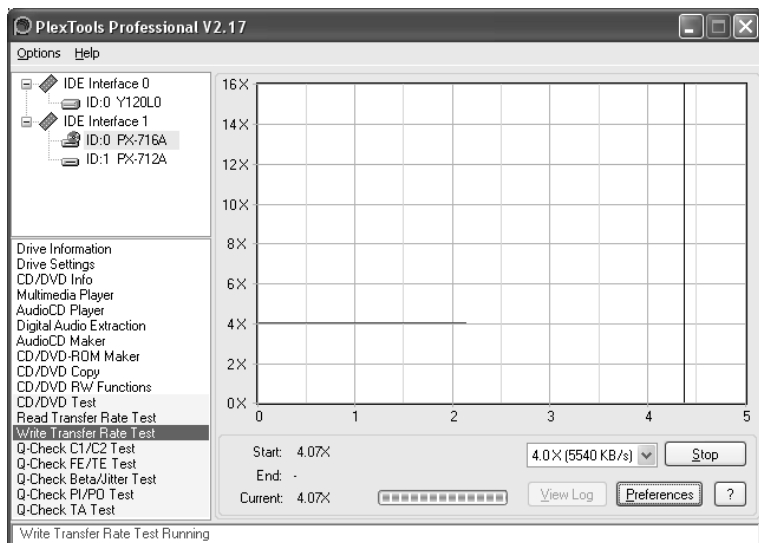 PlexTools Professional V2.17
Options Help
IDE Interface 0
ID:0 Y120L0
IDE Interface 1
ID:0 PX-716A
ID:1 PX-712A
Drive Information
Drive Settings
CD/DVD Info
Multimedia Player
AudioCD Player
Digital Audio Extraction
AudioCD Maker
CD/DVD-ROM Maker
CD/DVD Copy
CD/DVD RW Functions
CD/DVD Test
Read Transfer Rate Test
Write Transfer Rate Test
Q-Check C1/C2 Test
Q-Check FE/TE Test
Q-Check Beta/Jitter Test
Q-Check PI/PO Test
Q-Check TA Test
16X
14X
12X
10X
8X
6X
4X
2X
0X
0 1 2 3 4 5
Start: 4.07X
4.0 X (5540 KB/s)
Stop
End: -
Current: 4.07X
View Log
Preferences
?
Write Transfer Rate Test Running